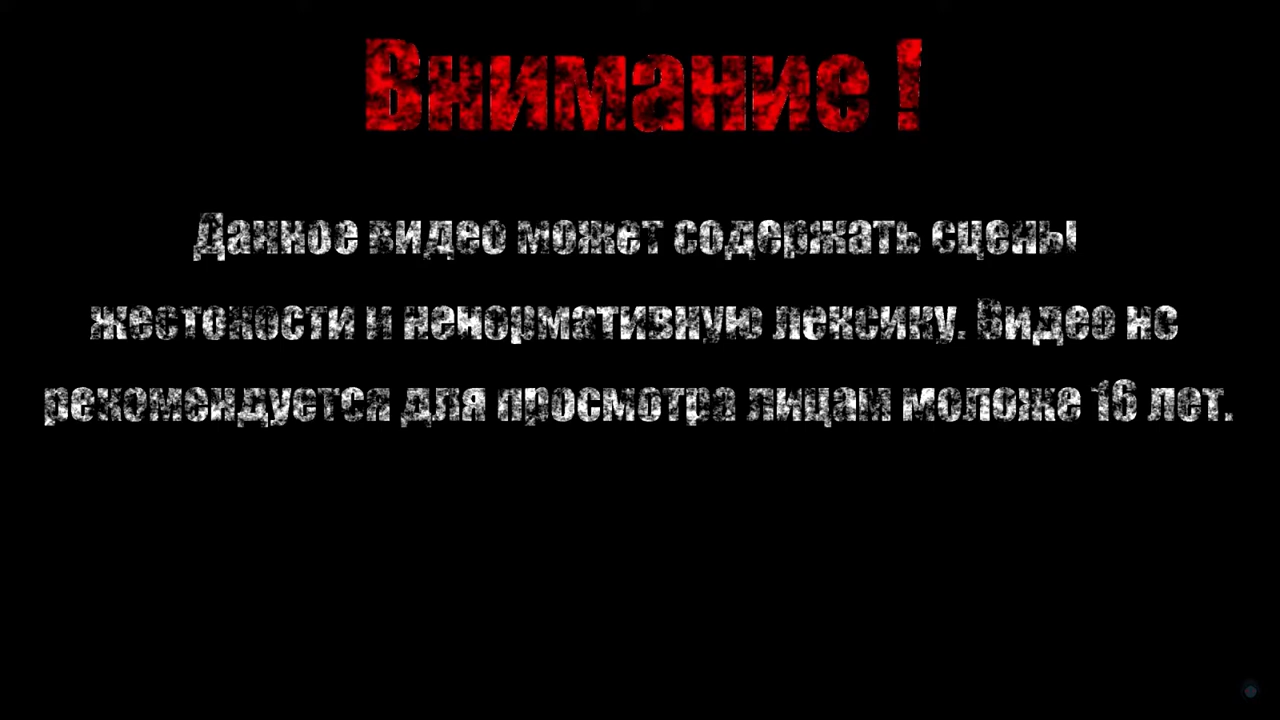 Внимание !
Данное видео может содержать сцены
жестокости и ненормативную лексику. Видео не
рекомендуется для просмотра лицам моложе 16 лет.